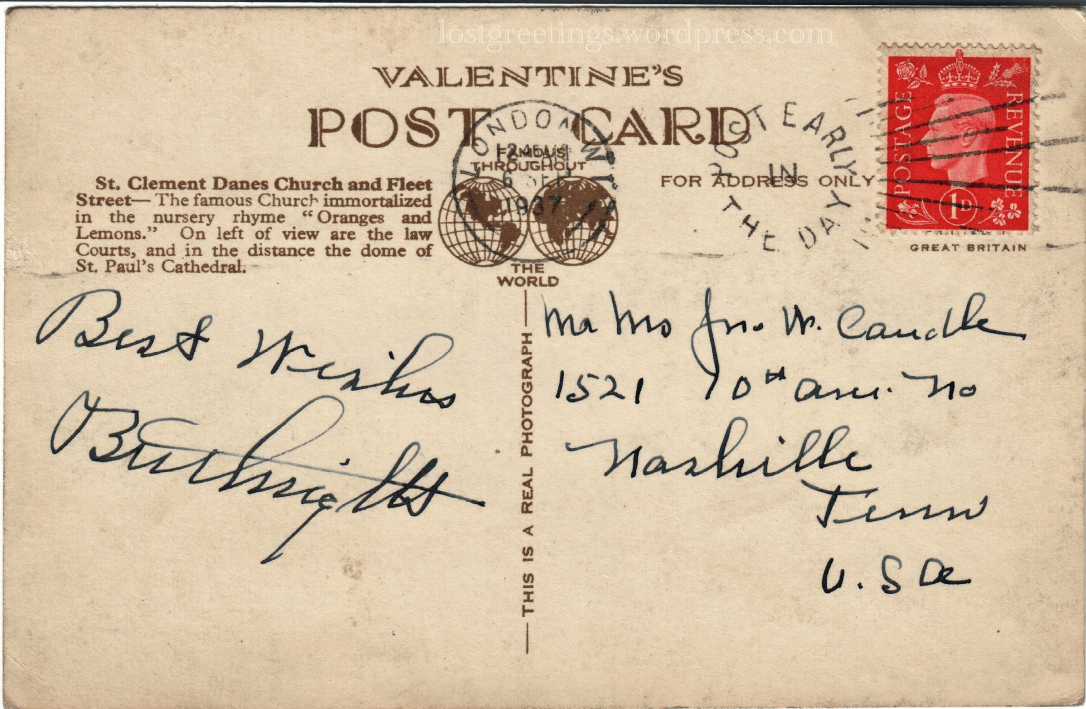 lostgreetings.wordpress.com
VALENTINE'S
POST CARD
LONDON W1
1937
POST EARLY
IN
THE DAY
POSTAGE
REVENUE
1D
FAMOUS
THROUGHOUT
THE
WORLD
FOR ADDRESS ONLY
GREAT BRITAIN
St. Clement Danes Church and Fleet
Street— The famous Church immortalized
in the nursery rhyme “Oranges and
Lemons.” On left of view are the law
Courts, and in the distance the dome of
St. Paul's Cathedral.
THIS IS A REAL PHOTOGRAPH
Best Wishes
Mr Mrs Jno. W. Caudle
1521 10th Ave. No
Nashville
Tenn
U.S a